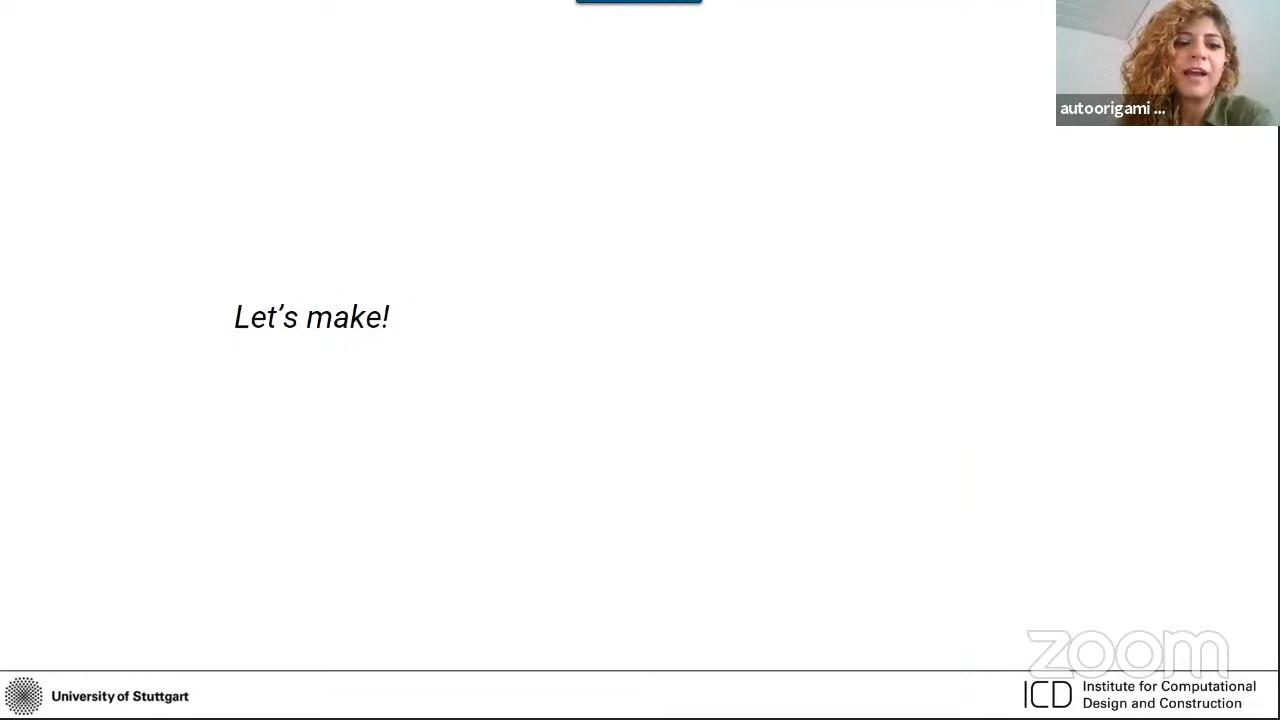 autoorigami ...
Let's make!
zoom
University of Stuttgart
ICD
Institute for Computational
Design and Construction